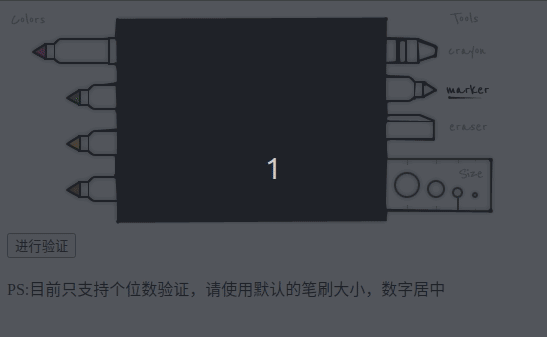 Colors
Tools
crayon
marker
eraser
Size
1
进行验证
PS:目前只支持个位数验证，请使用默认的笔刷大小，数字居中